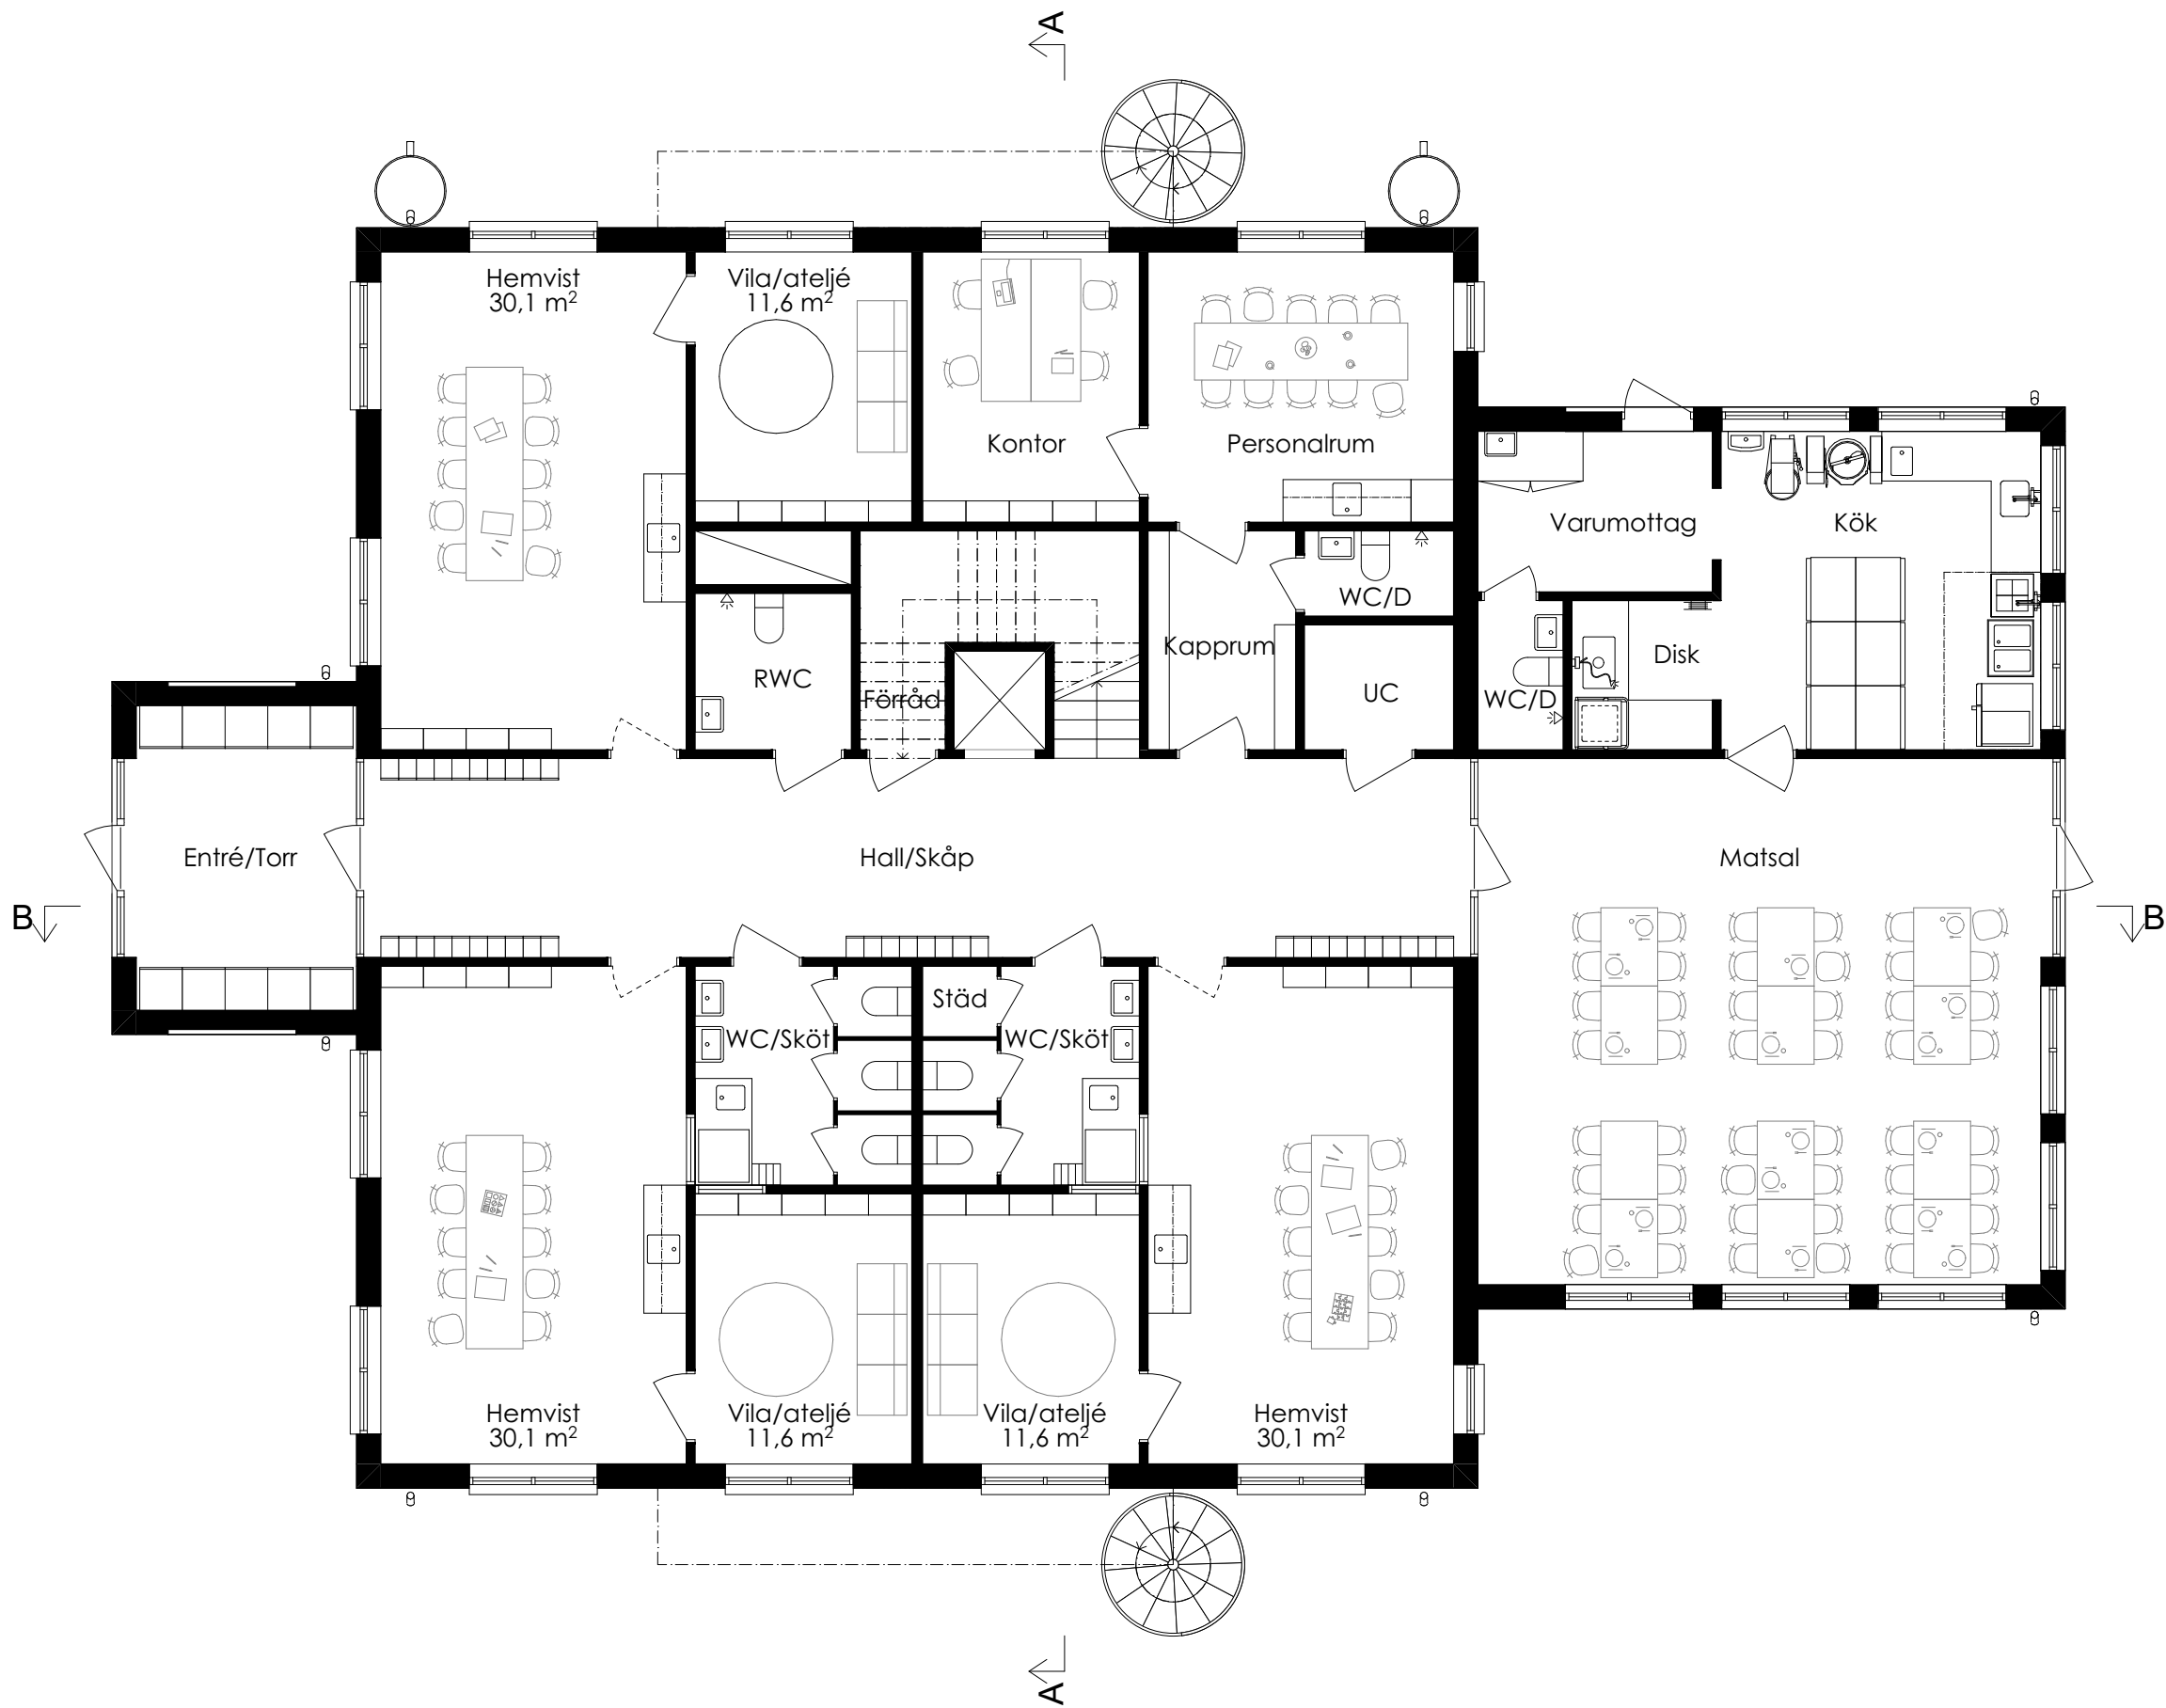 A
Hemvist
30,1 m²
Vila/ateljé
11,6 m²
Kontor
Personalrum
Varumottag
Kök
WC/D
Kapprum
RWC
Förråd
UC
WC/D
Disk
Entré/Torr
Hall/Skåp
Matsal
B
B
Städ
WC/Sköt
WC/Sköt
Hemvist
30,1 m²
Vila/ateljé
11,6 m²
Vila/ateljé
11,6 m²
Hemvist
30,1 m²
A